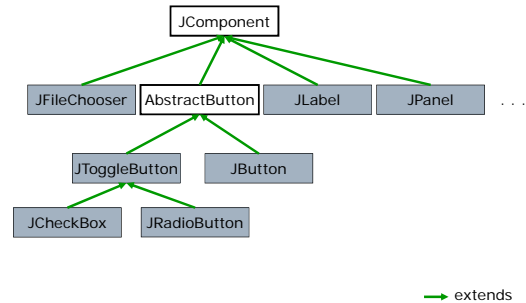 JComponent
JFileChooser AbstractButton JLabel JPanel . . .
JToggleButton JButton
JCheckBox JRadioButton
extends